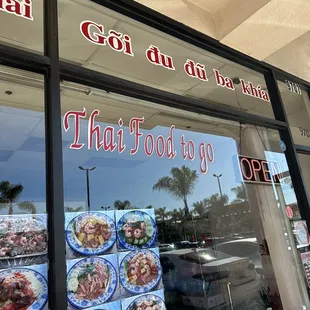 Gỏi đu đủ ba khía
Thai Food to go
OPEN